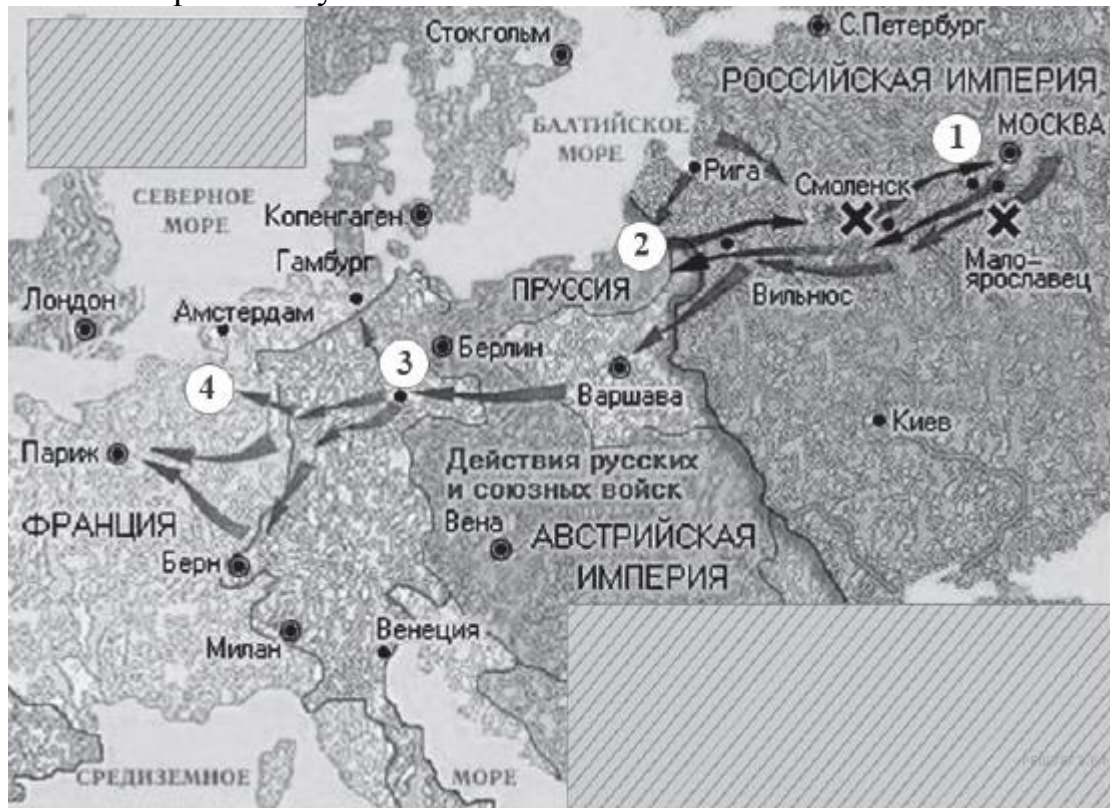 Стокгольм
С.Петербург
РОССИЙСКАЯ ИМПЕРИЯ
БАЛТИЙСКОЕ
МОРЕ
1
МОСКВА
Рига
Смоленск
СЕВЕРНОЕ
МОРЕ
Копенгаген
2
Мало-
ярославец
Гамбург
ПРУССИЯ
Вильнюс
Лондон
Амстердам
Берлин
3
4
Варшава
Киев
Париж
Действия русских
и союзных войск
ФРАНЦИЯ
Вена
АВСТРИЙСКАЯ
ИМПЕРИЯ
Берн
Милан
Венеция
СРЕДИЗЕМНОЕ
МОРЕ